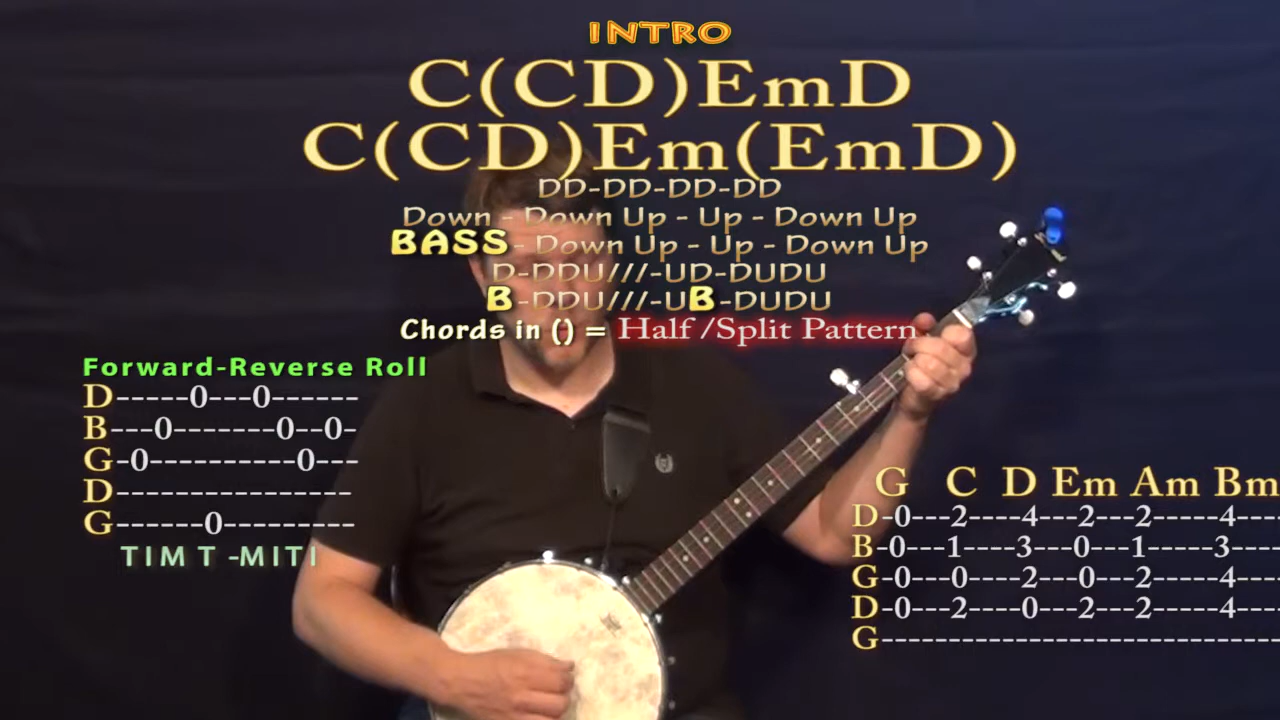 INTRO
C(CD)EmD
C(CD)Em(EmD)
DD-DD-DD-DD
Down - Down Up - Up - Down Up
BASS - Down Up - Up - Down Up
D-DDU///-UD-DUDU
B-DDU///-UB-DUDU
Chords in () = Half /Split Pattern
Forward-Reverse Roll
D-----0---0------
B---0-------0--0-
G-0----------0---
D----------------
G------0---------
TIM T -MITI
G C D Em Am Bm
D-0---2----4---2---2-----4----
B-0---1----3---0---1-----3----
G-0---0----2---0---2-----4----
D-0---2----0---2---2-----4----
G------------------------------